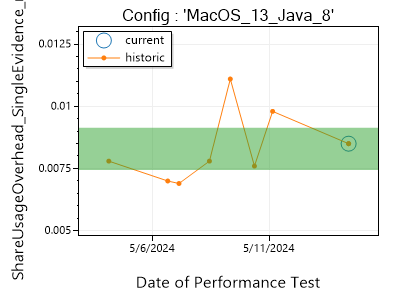 Config : 'MacOS_13_Java_8'
current
historic
0.0125
0.01
0.0075
0.005
ShareUsageOverhead_SingleEvidence_
5/6/2024
5/11/2024
Date of Performance Test